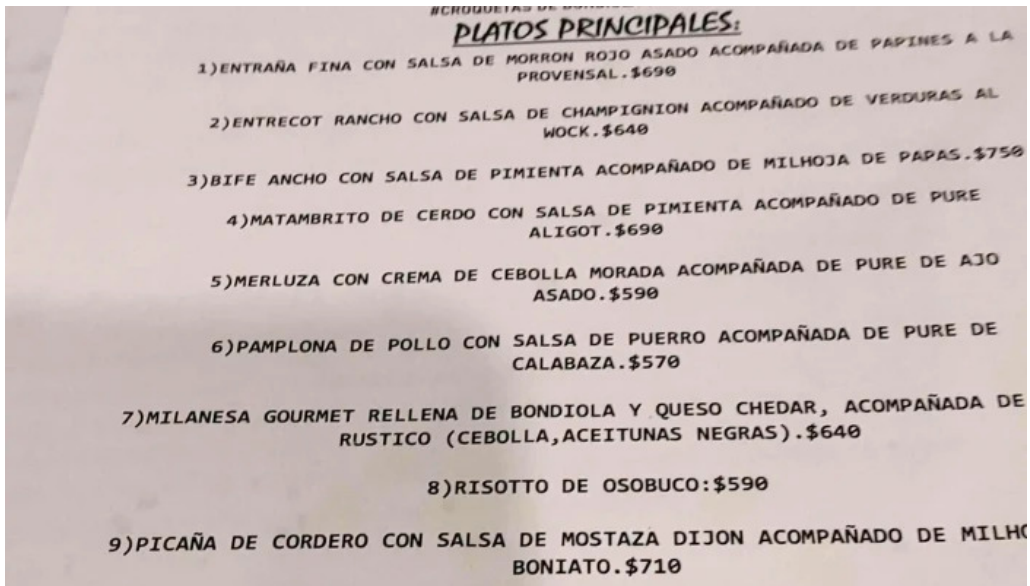 #CROQUETAS DE
PLATOS PRINCIPALES:
1)ENTRAÑA FINA CON SALSA DE MORRON ROJO ASADO ACOMPAÑADA DE PAPINES A LA
PROVENSAL.$690
2)ENTRECOT RANCHO CON SALSA DE CHAMPIGNION ACOMPAÑADO DE VERDURAS AL
WOCK.$640
3)BIFE ANCHO CON SALSA DE PIMIENTA ACOMPAÑADO DE MILHOJA DE PAPAS.$750
4)MATAMBRITO DE CERDO CON SALSA DE PIMIENTA ACOMPAÑADO DE PURE
ALIGOT.$690
5)MERLUZA CON CREMA DE CEBOLLA MORADA ACOMPAÑADA DE PURE DE AJO
ASADO.$590
6)PAMPLONA DE POLLO CON SALSA DE PUERRO ACOMPAÑADA DE PURE DE
CALABAZA.$570
7)MILANESA GOURMET RELLENA DE BONDIOLA Y QUESO CHEDAR, ACOMPAÑADA DE
RUSTICO (CEBOLLA,ACEITUNAS NEGRAS).$640
8)RISOTTO DE OSOBUCO:$590
9)PICAÑA DE CORDERO CON SALSA DE MOSTAZA DIJON ACOMPAÑADO DE
BONIATO.$710